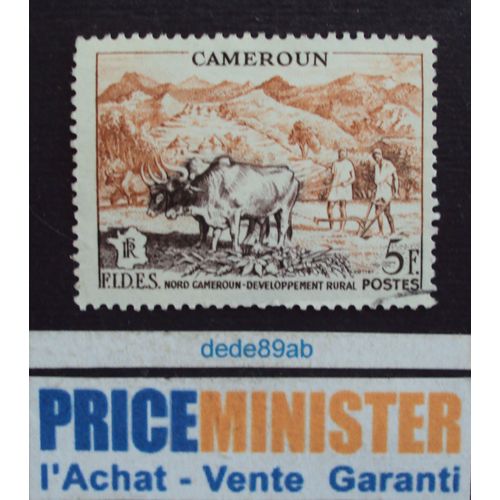 CAMEROUN
RF
5F.
F.I.D.E.S. NORD CAMEROUN-DEVELOPPEMENT RURAL POSTES
dede89ab
PRICEMINISTER
l'Achat - Vente Garanti